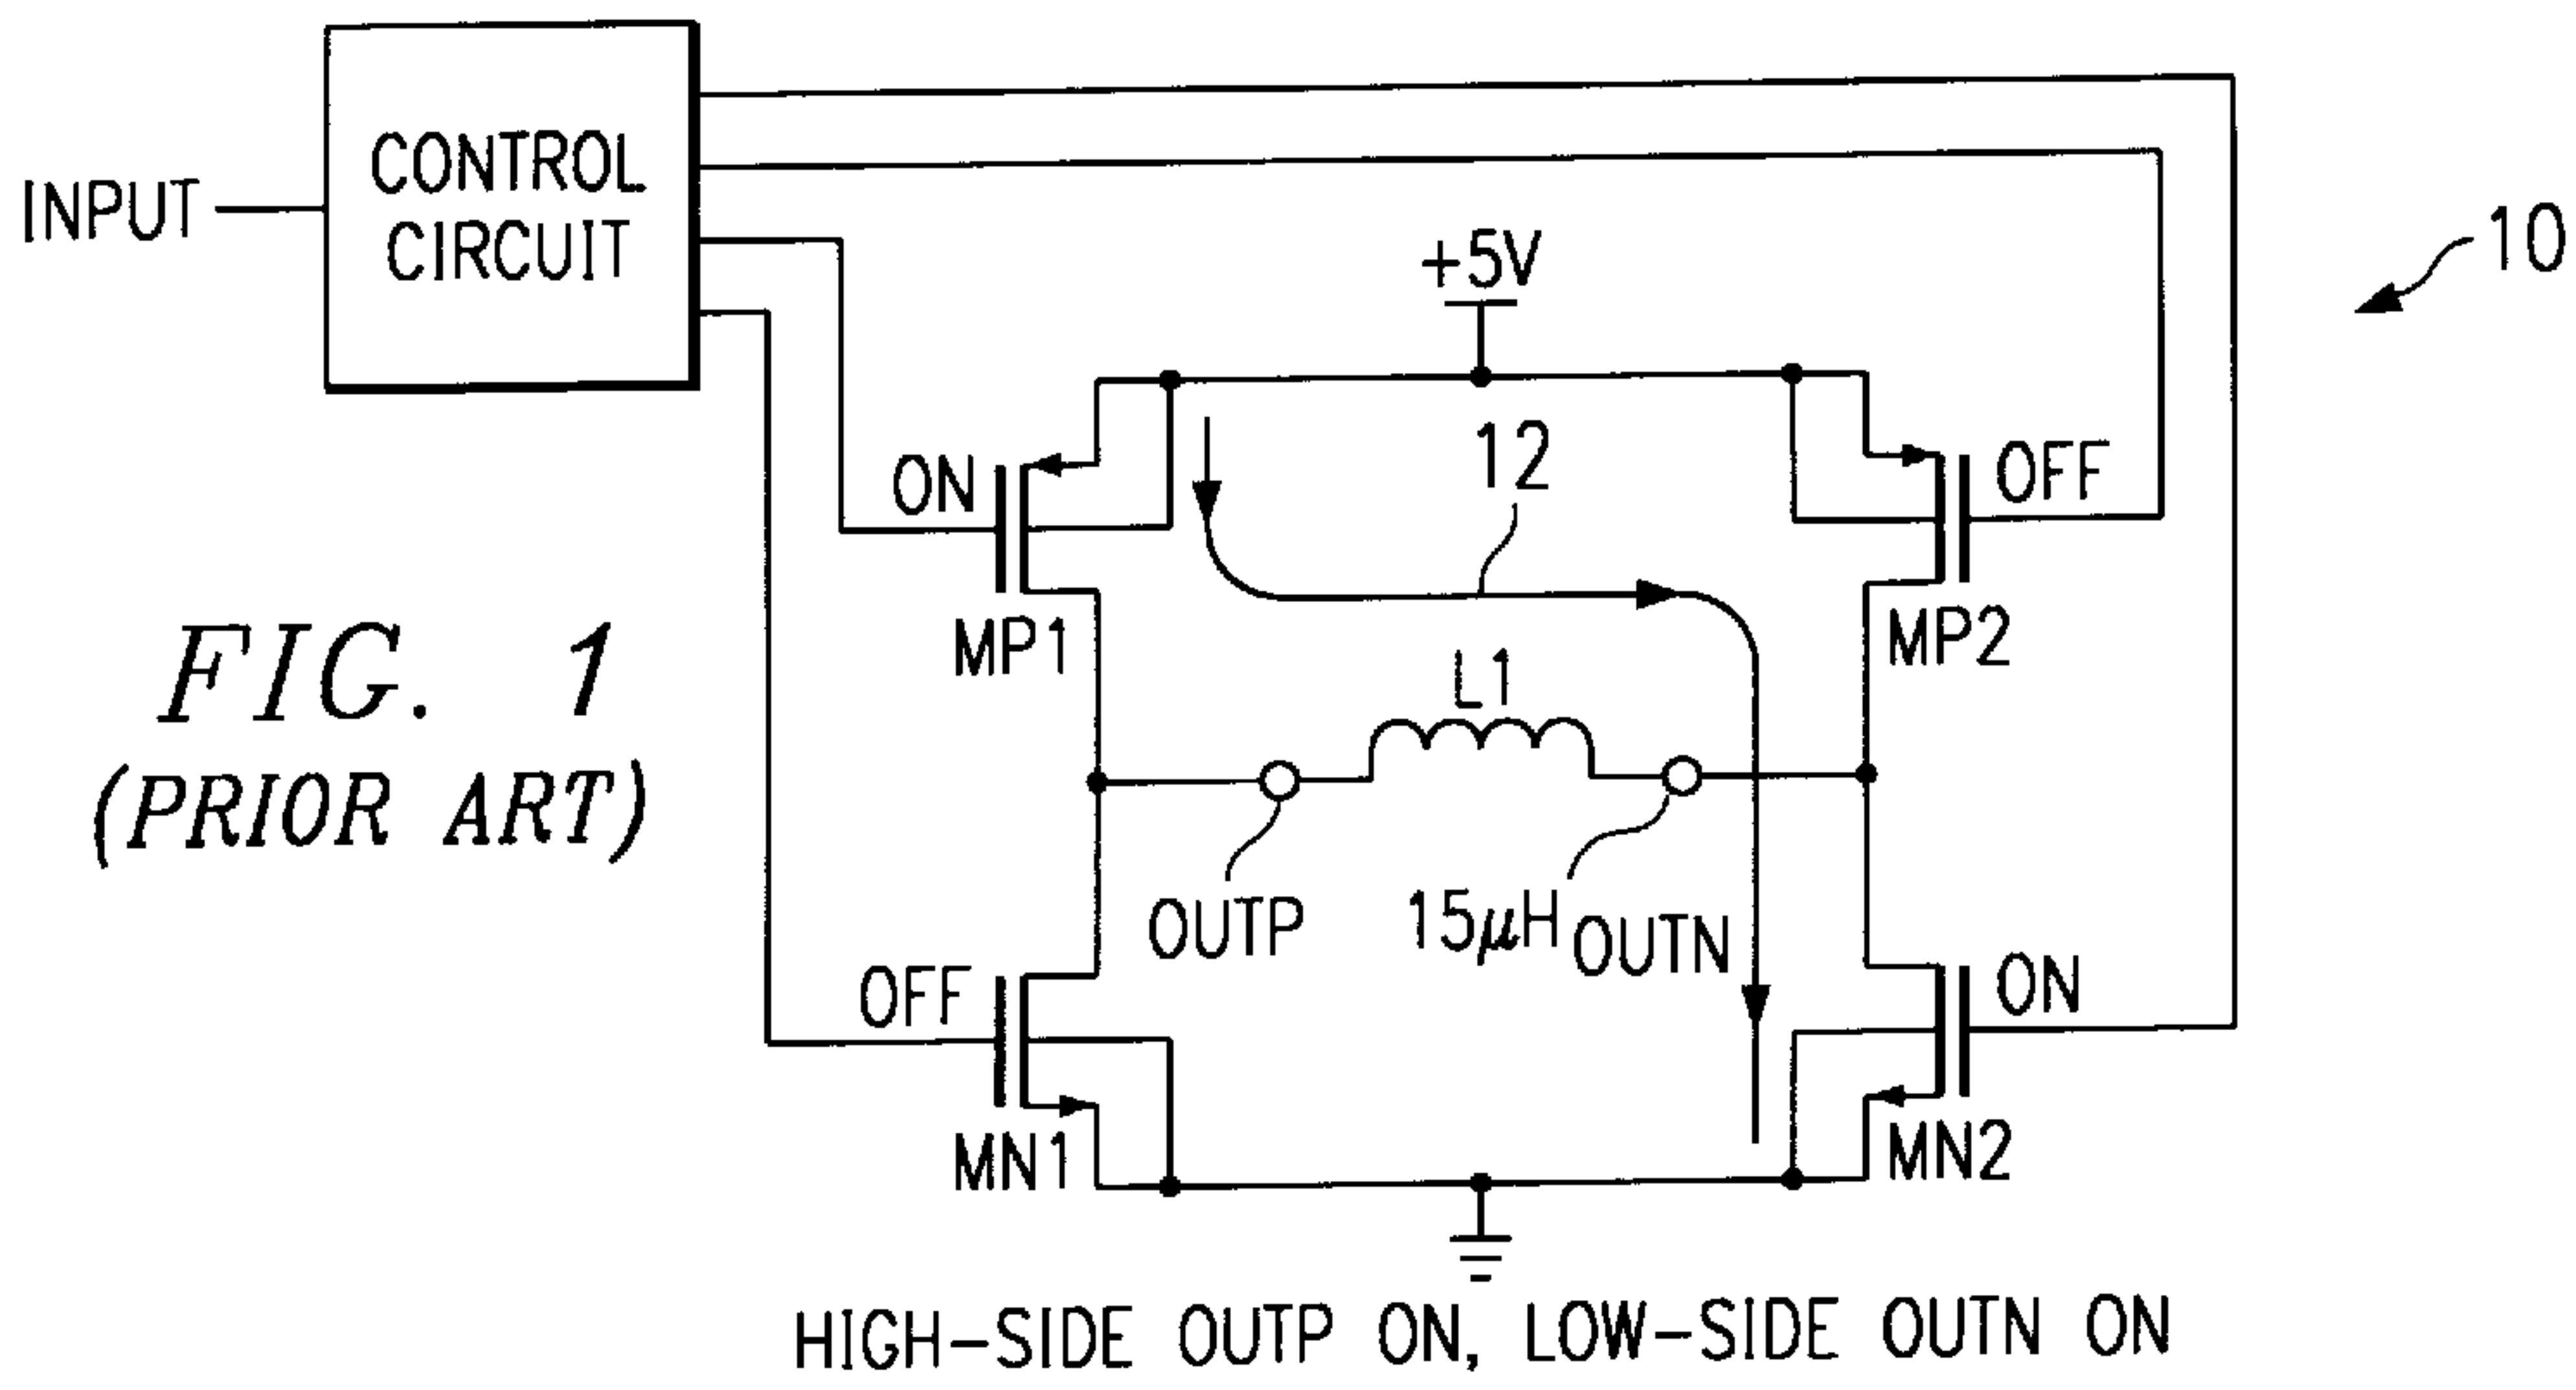 INPUT
CONTROL
CIRCUIT
10
+5V
ON
12
OFF
MP1
MP2
FIG. 1
(PRIOR ART)
L1
OUTP
15μH
OUTN
OFF
ON
MN1
MN2
HIGH-SIDE OUTP ON, LOW-SIDE OUTN ON